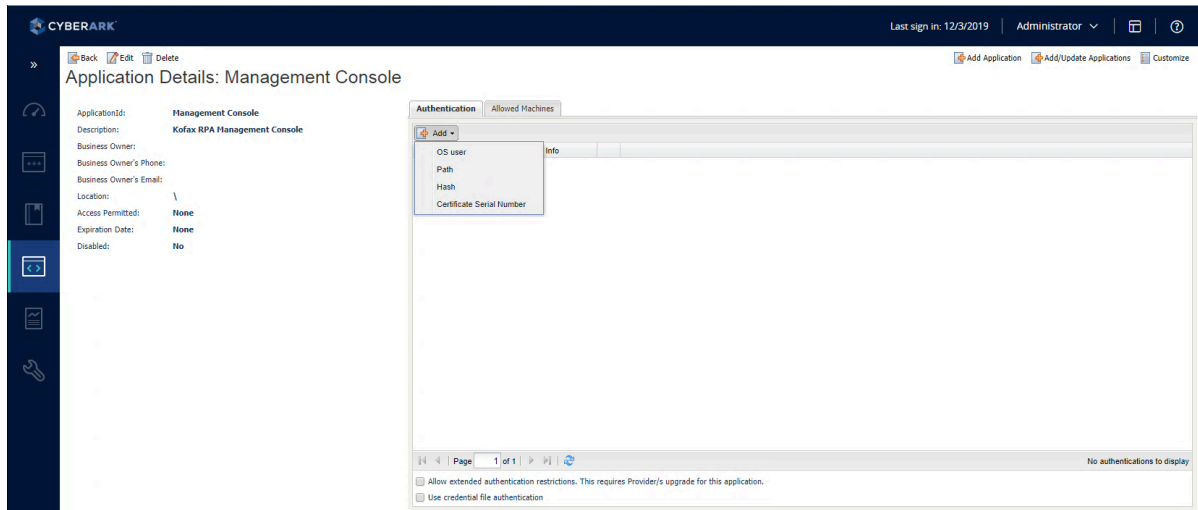 CYBERARK
Last sign in: 12/3/2019
Administrator
Back Edit Delete
Add Application Add/Update Applications Customize
Application Details: Management Console
ApplicationId: Management Console
Description: Kofax RPA Management Console
Business Owner:
Business Owner's Phone:
Business Owner's Email:
Location: \
Access Permitted: None
Expiration Date: None
Disabled: No
Authentication Allowed Machines
Add
Info
OS user
Path
Hash
Certificate Serial Number
Page 1 of 1
No authentications to display
Allow extended authentication restrictions. This requires Provider/s upgrade for this application.
Use credential file authentication